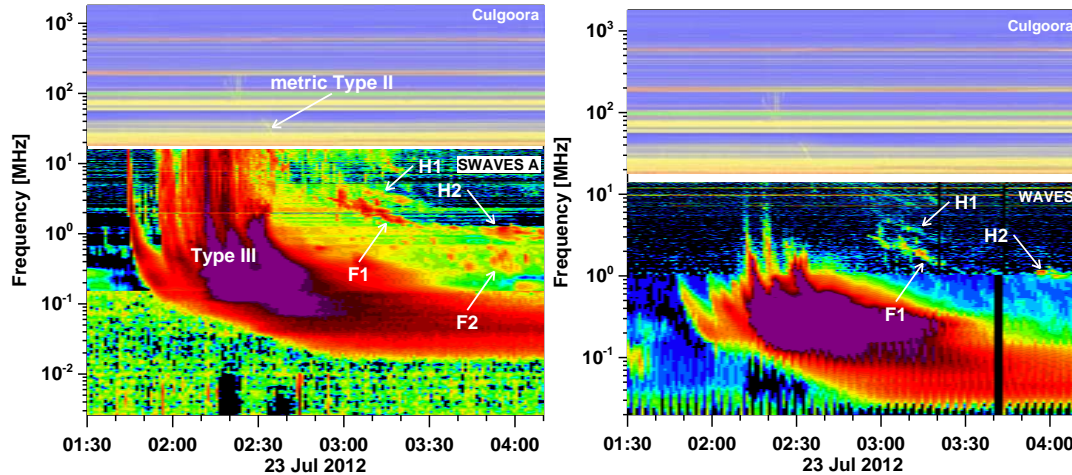 Culgoora
metric Type II
SWAVES A
H1
H2
Type III
F1
F2
Frequency [MHz]
10³
10²
10¹
10⁰
10⁻¹
10⁻²
01:30 02:00 02:30 03:00 03:30 04:00
23 Jul 2012
Culgoora
WAVES
H1
H2
F1
Frequency [MHz]
10³
10²
10¹
10⁰
10⁻¹
01:30 02:00 02:30 03:00 03:30 04:00
23 Jul 2012